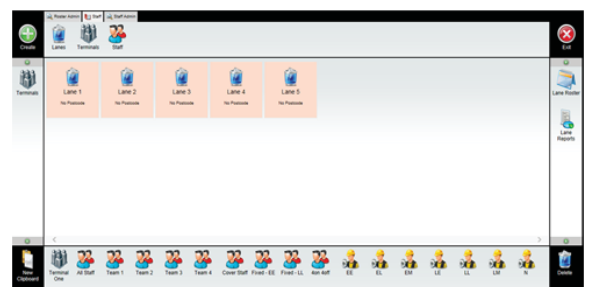 Roster Admin Staff Staff Admin
Create
Lanes Terminals Staff
Exit
Terminals
Lane 1 Lane 2 Lane 3 Lane 4 Lane 5
No Postcode No Postcode No Postcode No Postcode No Postcode
Lane Roster
Lane
Reports
New
Clipboard
Terminal
One
All Staff Team 1 Team 2 Team 3 Team 4 Cover Staff Fixed - EE Fixed - LL EE EL EM LE LL LM N
Delete